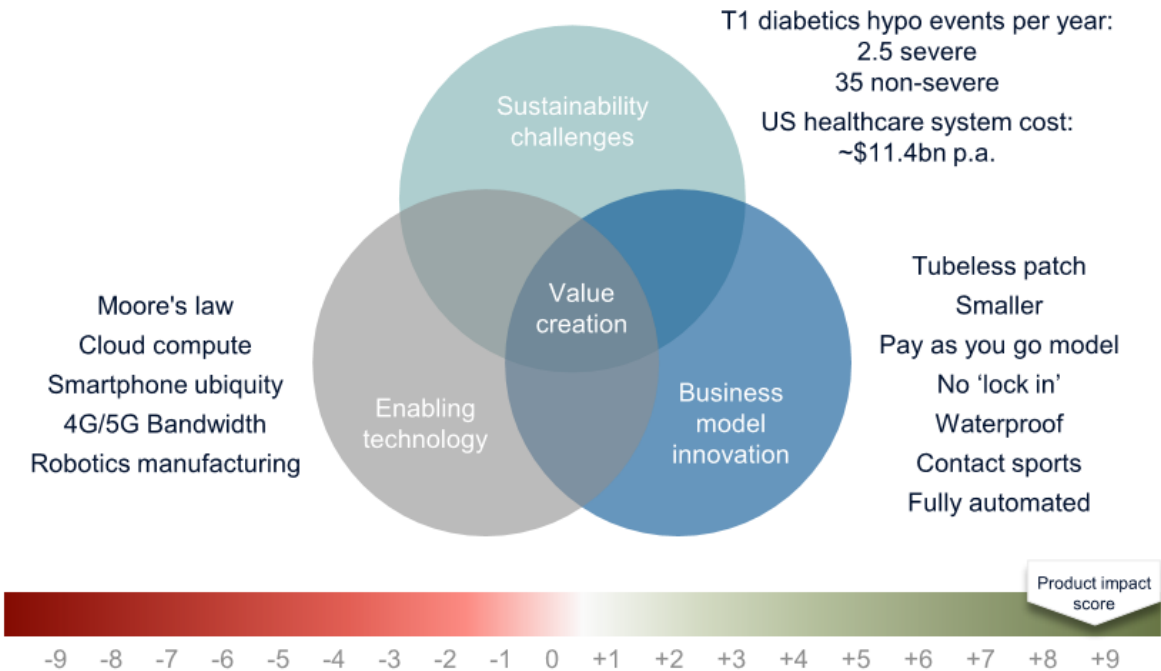 T1 diabetics hypo events per year:
2.5 severe
35 non-severe
US healthcare system cost:
~$11.4bn p.a.
Sustainability
challenges
Value
creation
Enabling
technology
Business
model
innovation
Moore's law
Cloud compute
Smartphone ubiquity
4G/5G Bandwidth
Robotics manufacturing
Tubeless patch
Smaller
Pay as you go model
No ‘lock in’
Waterproof
Contact sports
Fully automated
Product impact
score
-9 -8 -7 -6 -5 -4 -3 -2 -1 0 +1 +2 +3 +4 +5 +6 +7 +8 +9